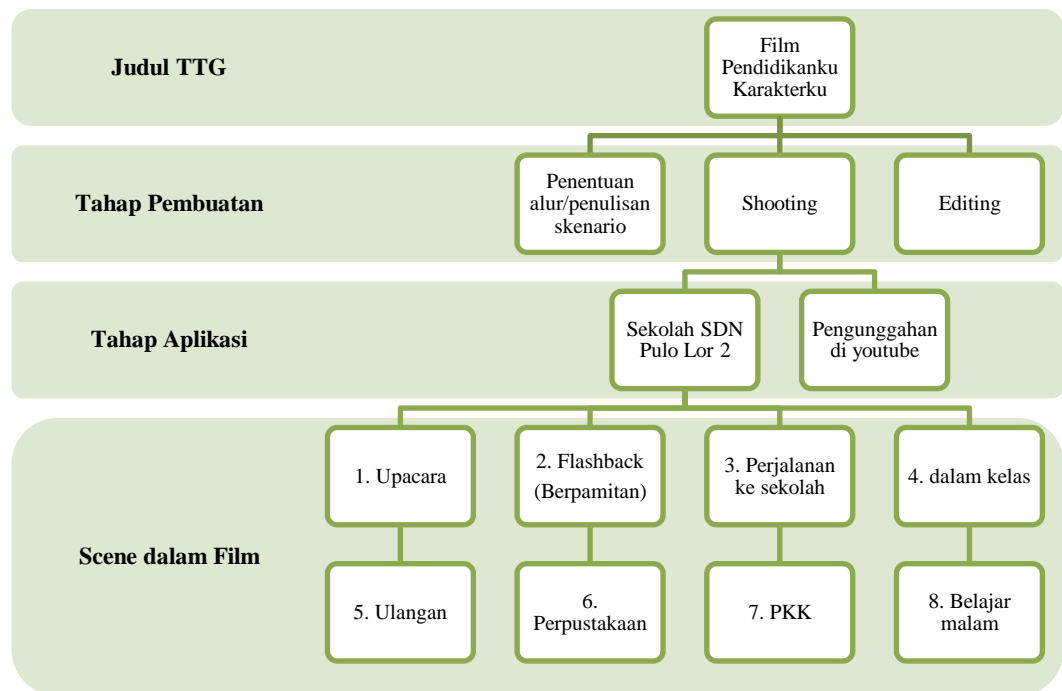 Judul TTG
Film
Pendidikanku
Karakterku
Tahap Pembuatan
Penentuan
alur/penulisan
skenario
Shooting
Editing
Tahap Aplikasi
Sekolah SDN
Pulo Lor 2
Pengunggahan
di youtube
Scene dalam Film
1. Upacara
2. Flashback
(Berpamitan)
3. Perjalanan
ke sekolah
4. dalam kelas
5. Ulangan
6.
Perpustakaan
7. PKK
8. Belajar
malam